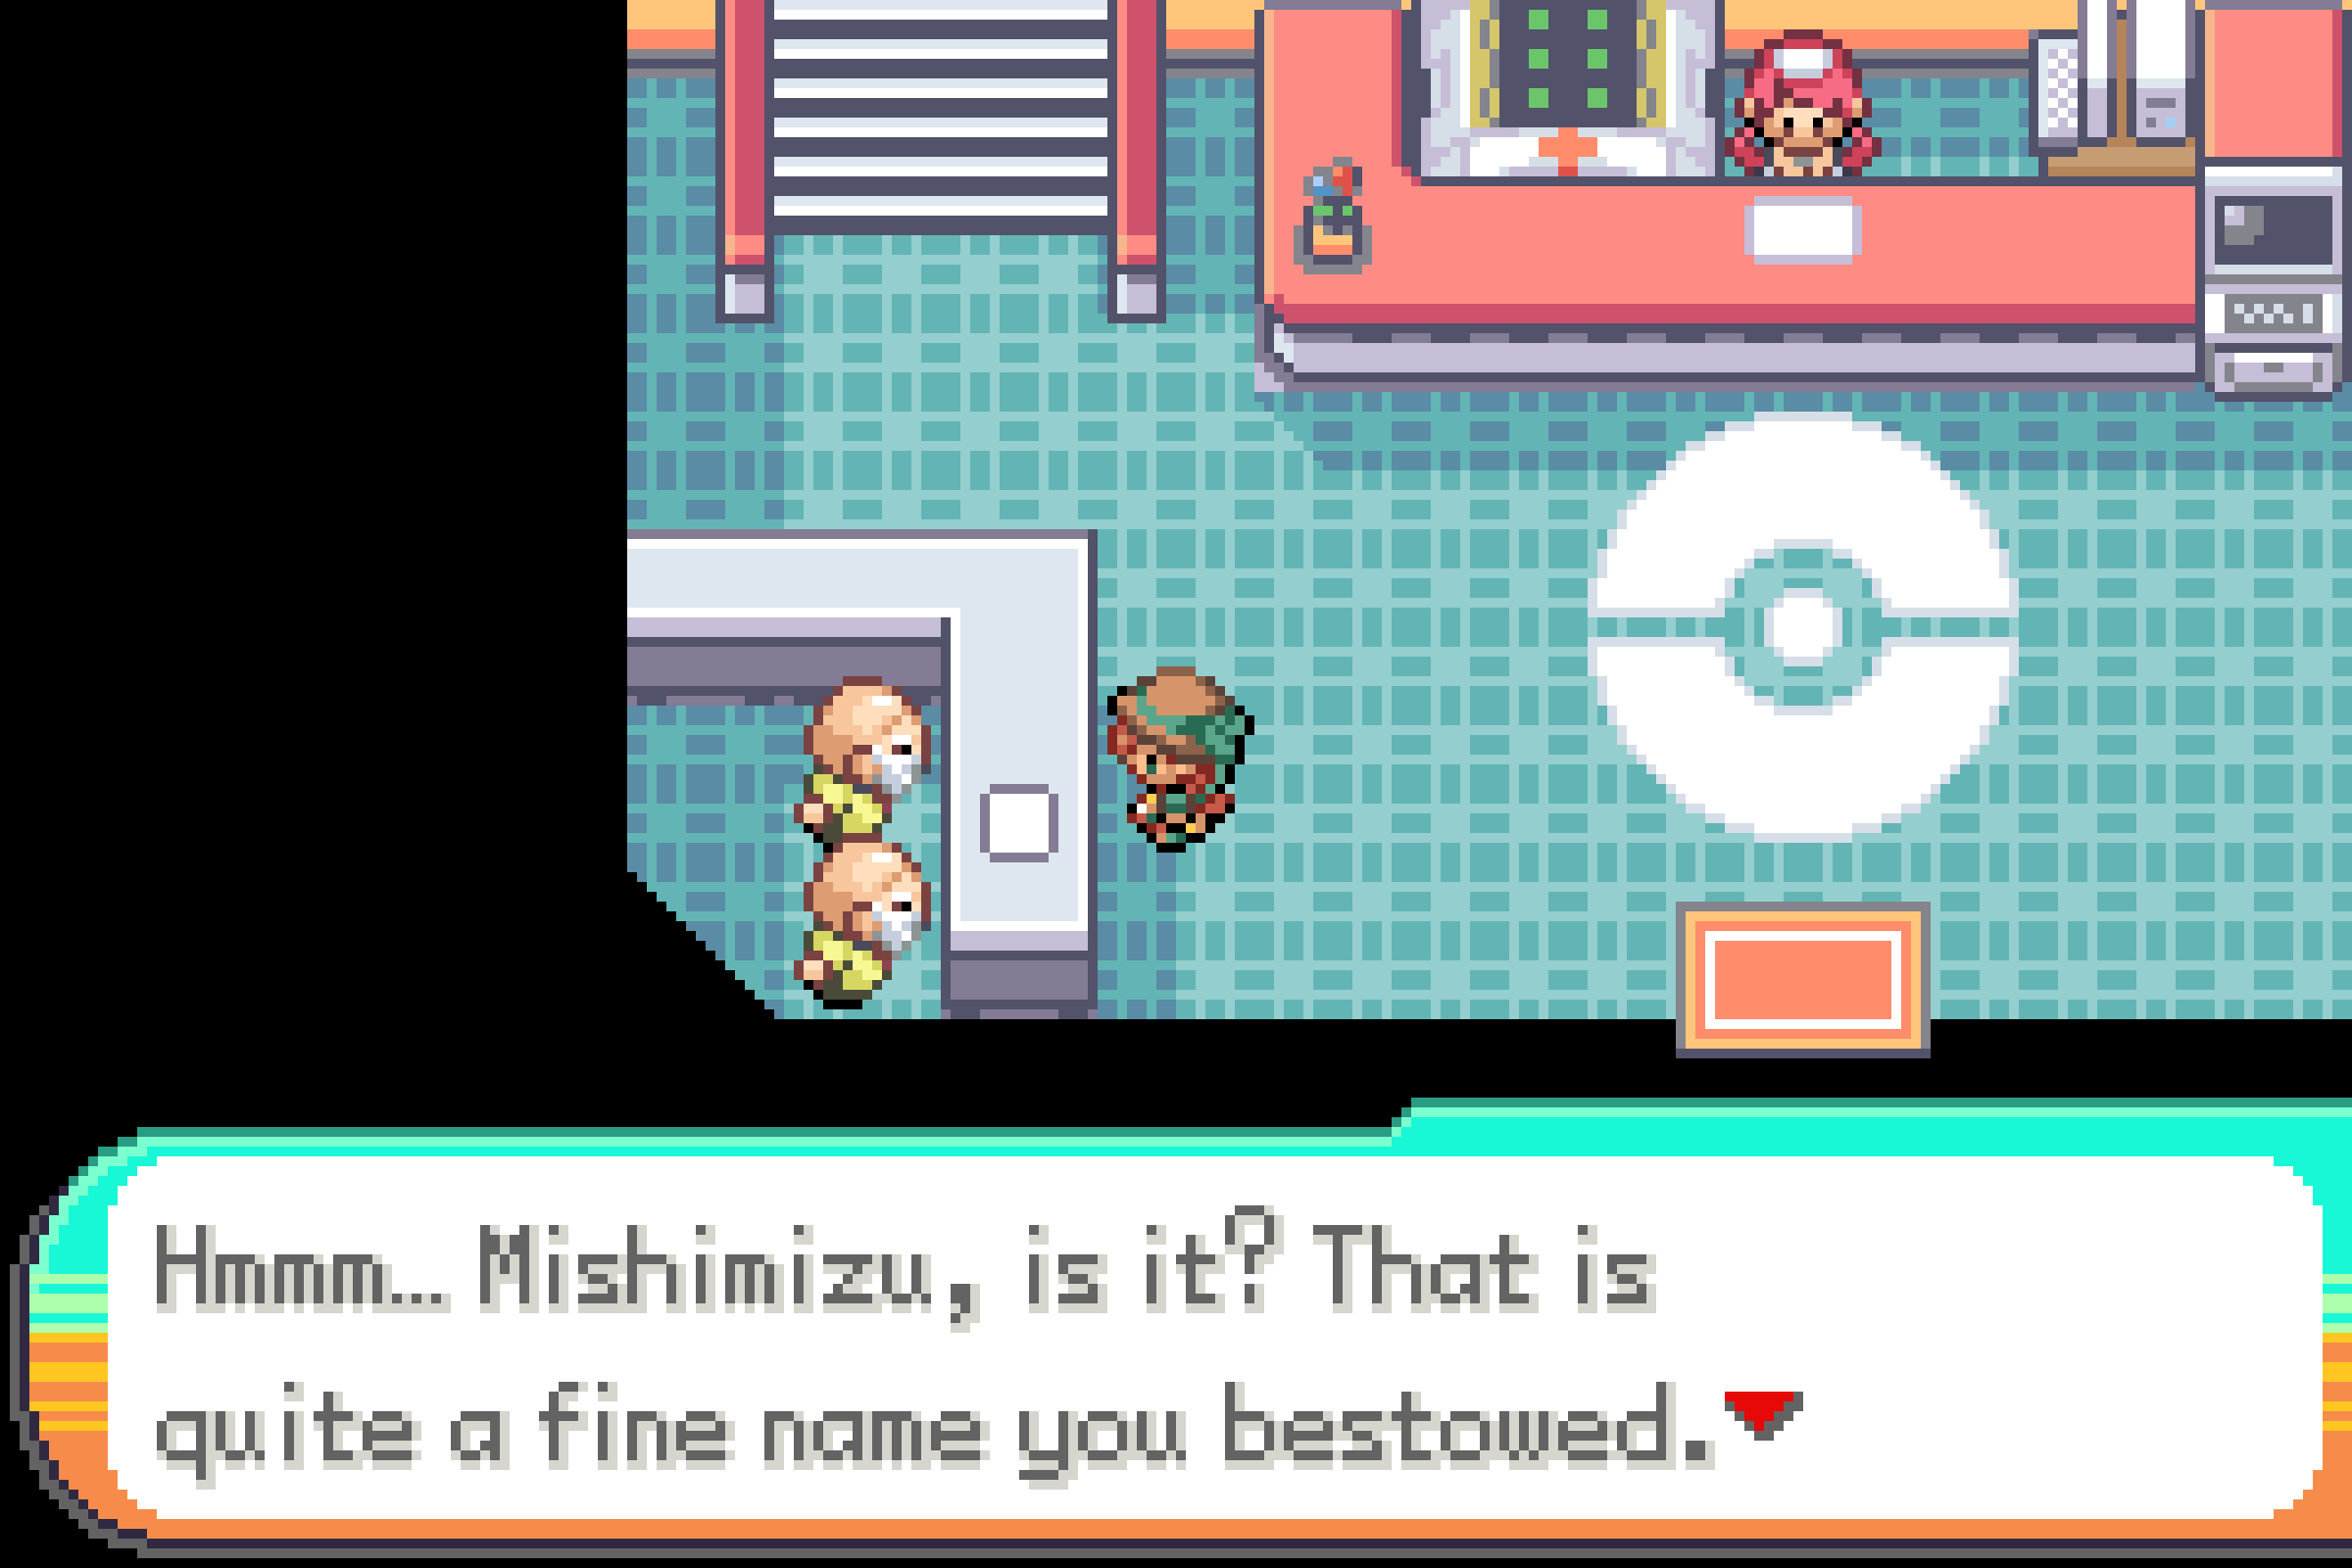 Hmmm… Mishimizu, is it? That is
quite a fine name you bestowed.